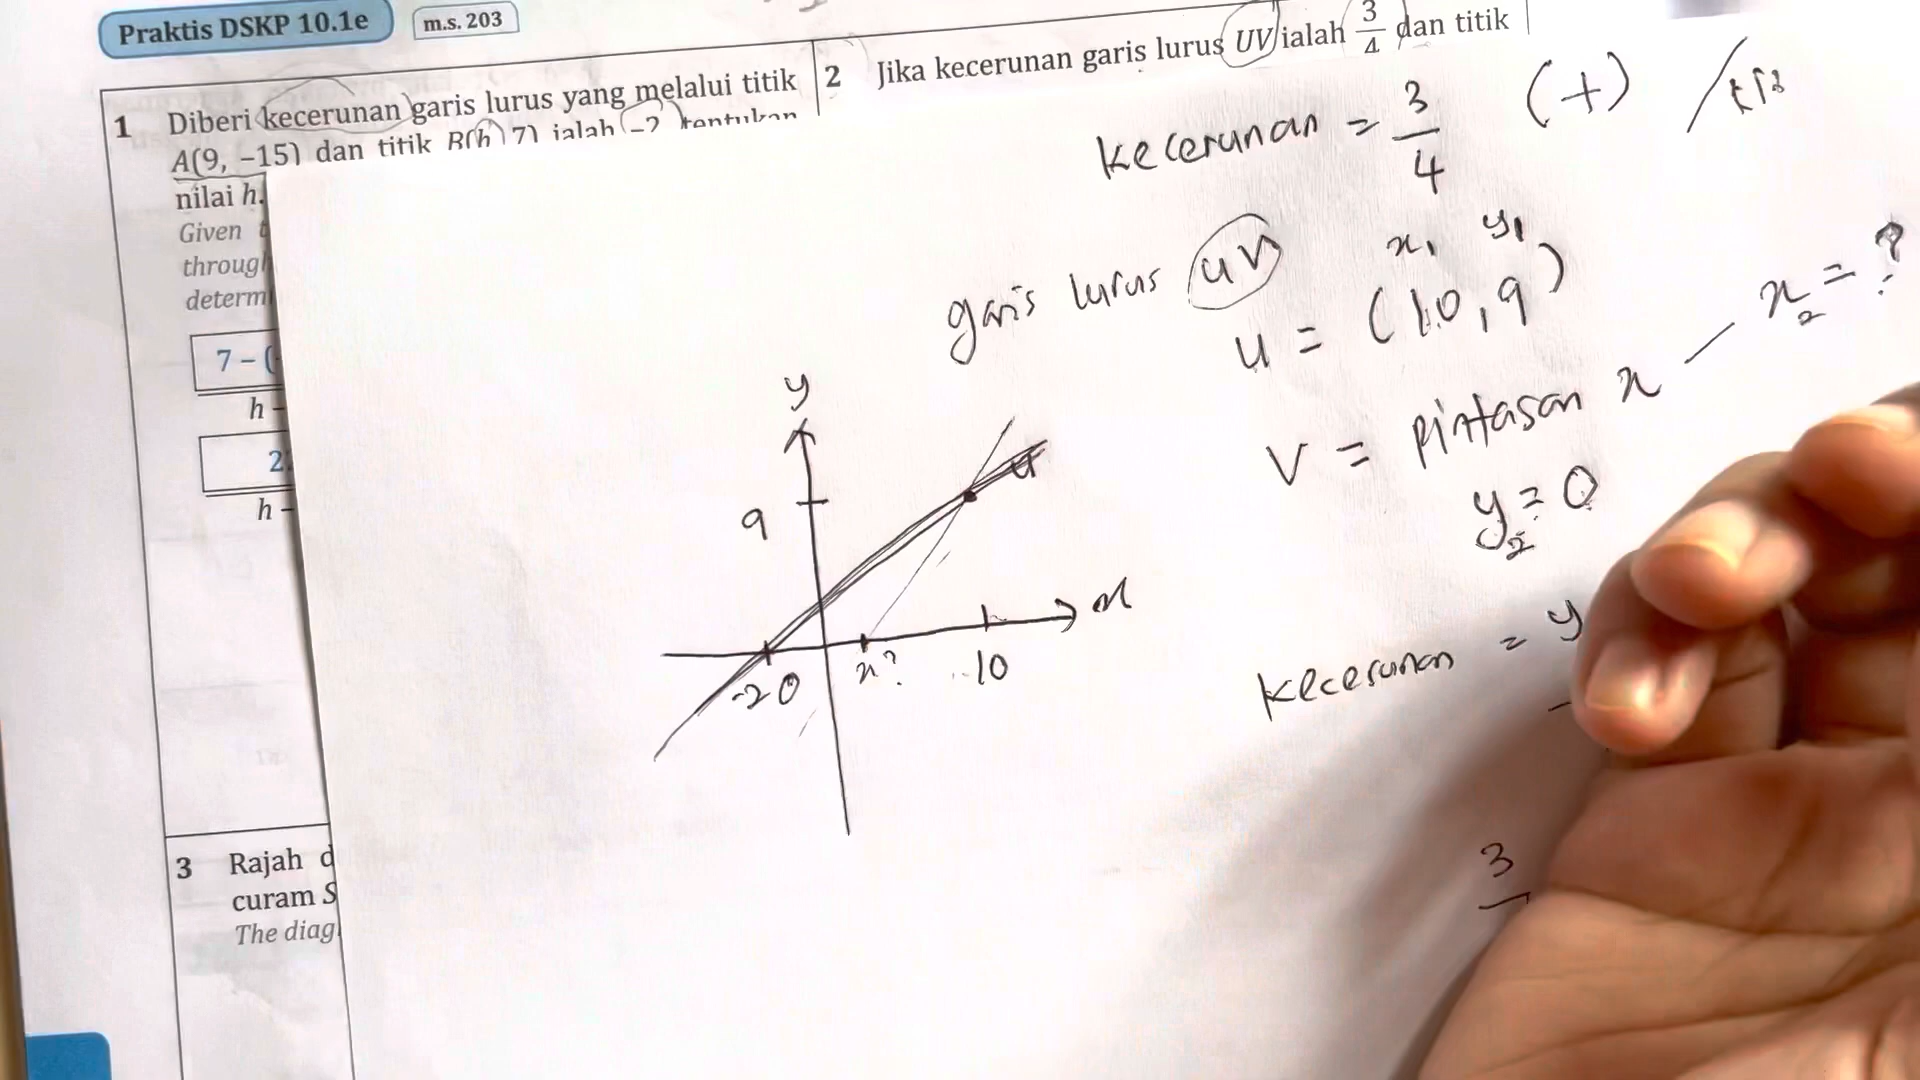 Praktis DSKP 10.1e
m.s. 203
1 Diberi kecerunan garis lurus yang melalui titik
A(9, −15) dan titik B(h, 7) ialah −2, tentukan
nilai h.
Given
through
determ
7 − (
h −
2
h −
2 Jika kecerunan garis lurus UV ialah 3/4 dan titik
kecerunan = 3/4 (+) /
garis lurus UV
x₁ y₁
U = (10, 9)
V = pintasan x – x₂ = ?
y₂ = 0
kecerunan = y
3
y
9
U
x
-2 0 x? 10
3 Rajah d
curam S
The diag